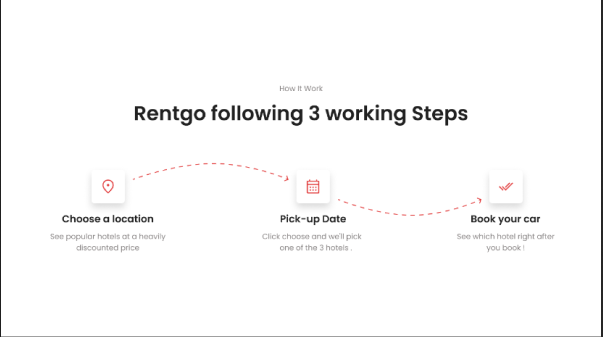 How It Work
Rentgo following 3 working Steps
Choose a location
See popular hotels at a heavily
discounted price
Pick-up Date
Click choose and we'll pick
one of the 3 hatels .
Book your car
See which hotel right after
you book !